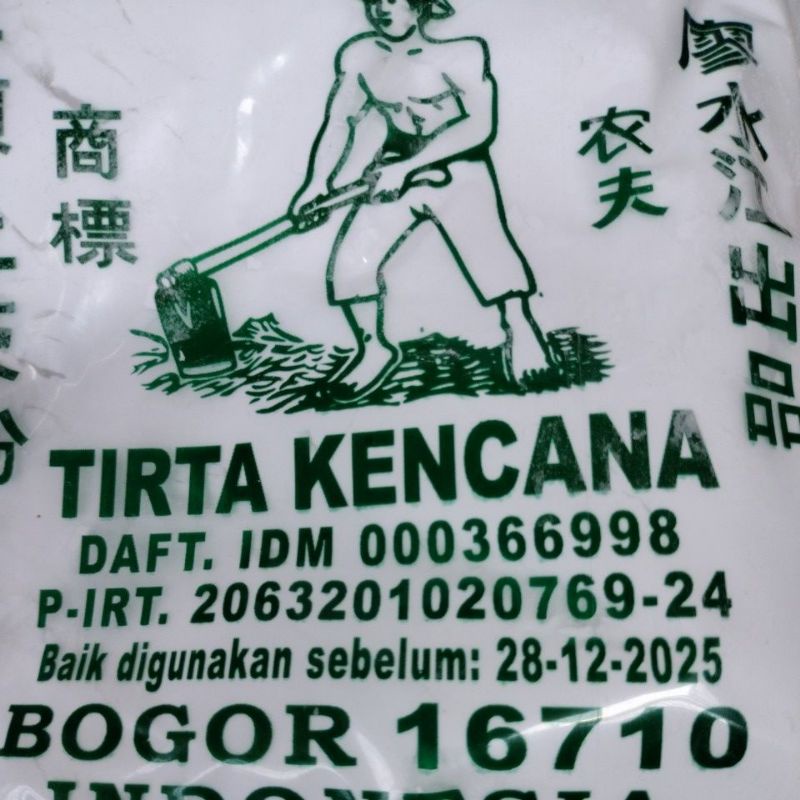 商標
农夫
廖水江出品
TIRTA KENCANA
DAFT. IDM 000366998
P-IRT. 2063201020769-24
Baik digunakan sebelum: 28-12-2025
BOGOR 16710
INDONESIA